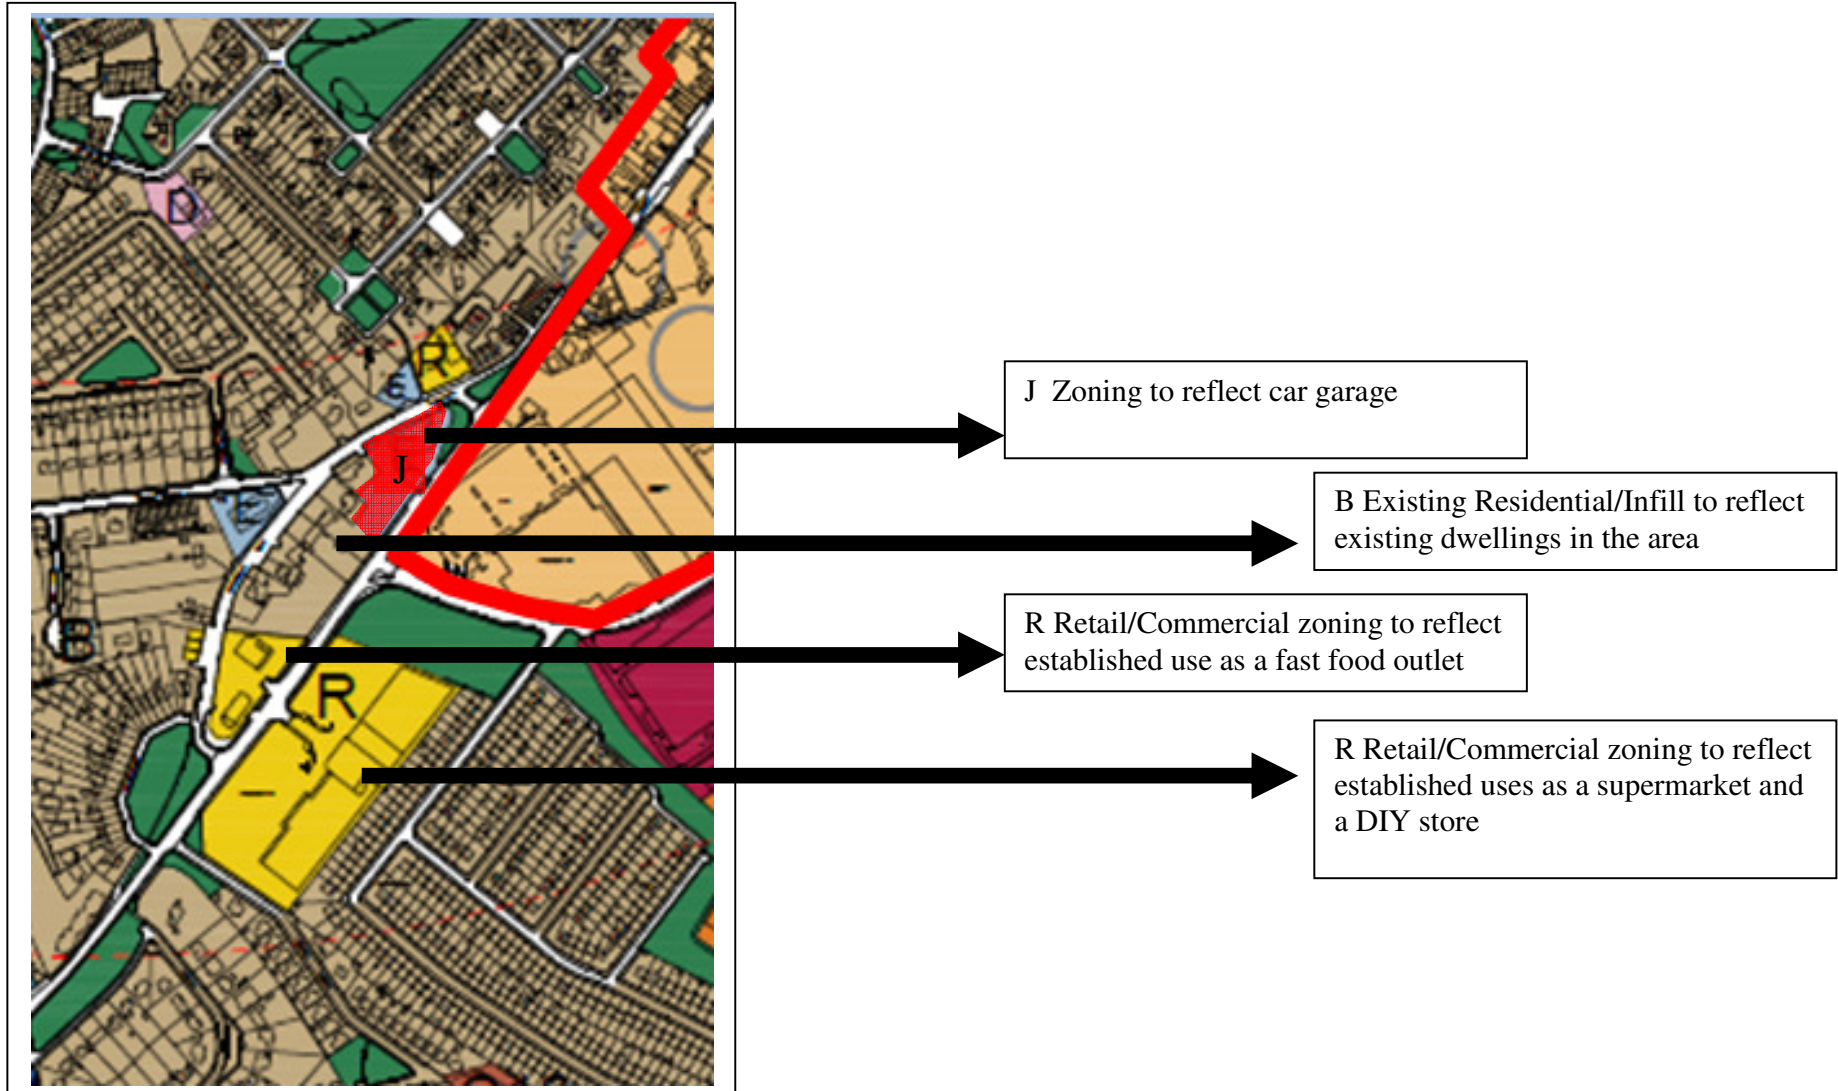 D
R
E
J
E
B
R
J Zoning to reflect car garage
B Existing Residential/Infill to reflect
existing dwellings in the area
R Retail/Commercial zoning to reflect
established use as a fast food outlet
R Retail/Commercial zoning to reflect
established uses as a supermarket and
a DIY store